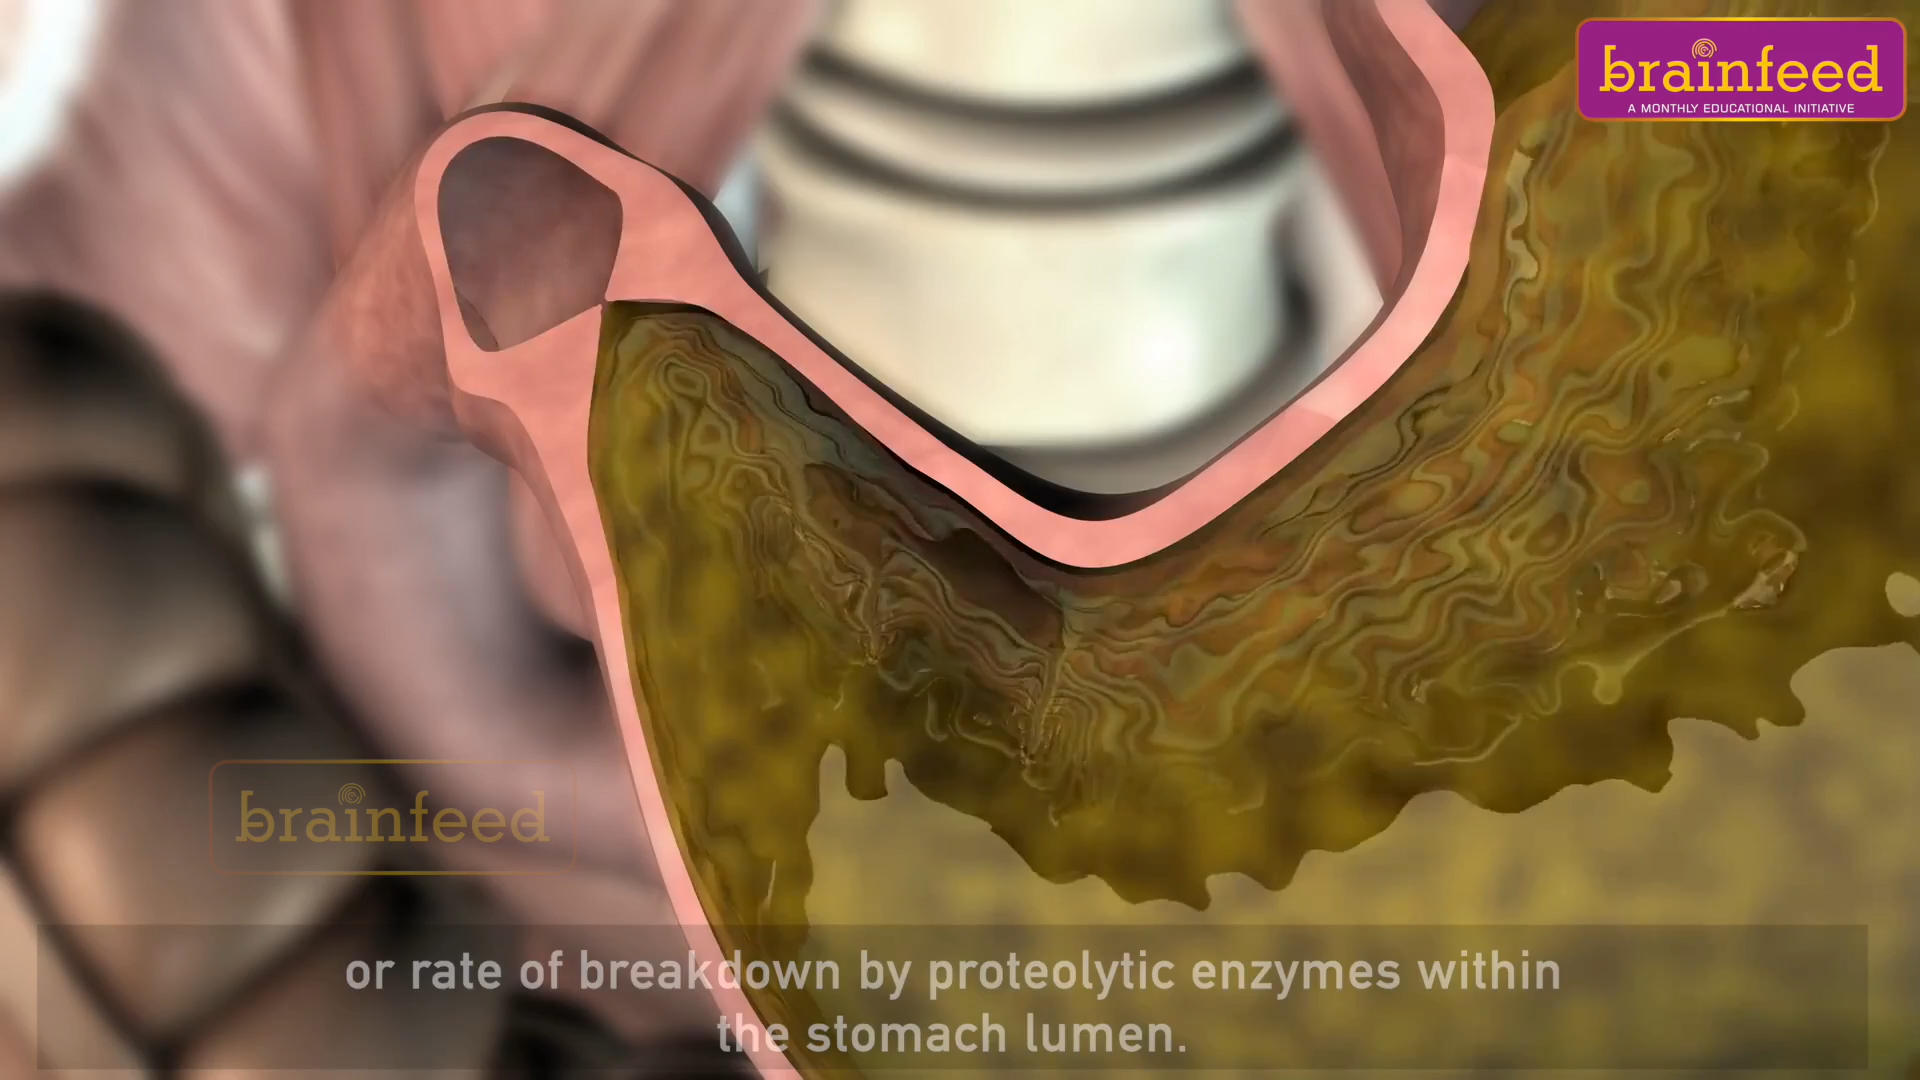 brainfeed
A MONTHLY EDUCATIONAL INITIATIVE
brainfeed
or rate of breakdown by proteolytic enzymes within
the stomach lumen.